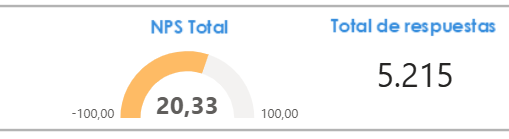 NPS Total
Total de respuestas
5.215
20,33
-100,00
100,00